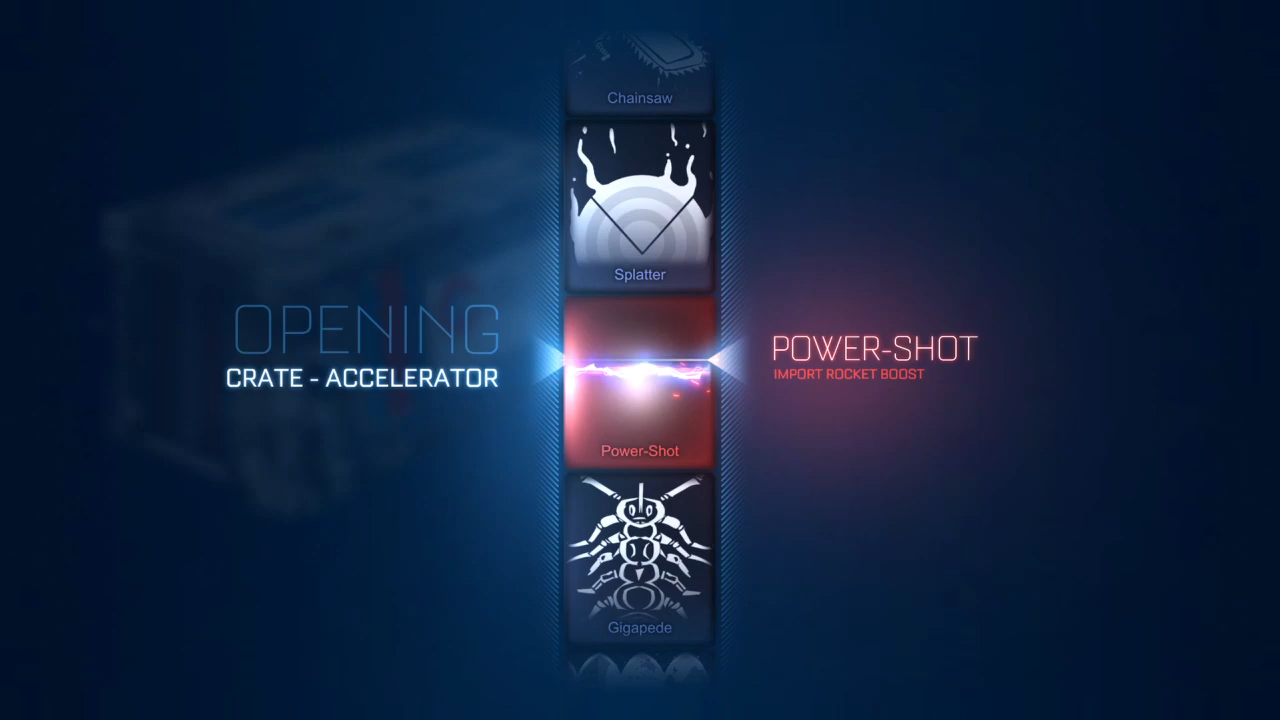 Chainsaw
Splatter
OPENING
CRATE - ACCELERATOR
POWER-SHOT
IMPORT ROCKET BOOST
Power-Shot
Gigapede